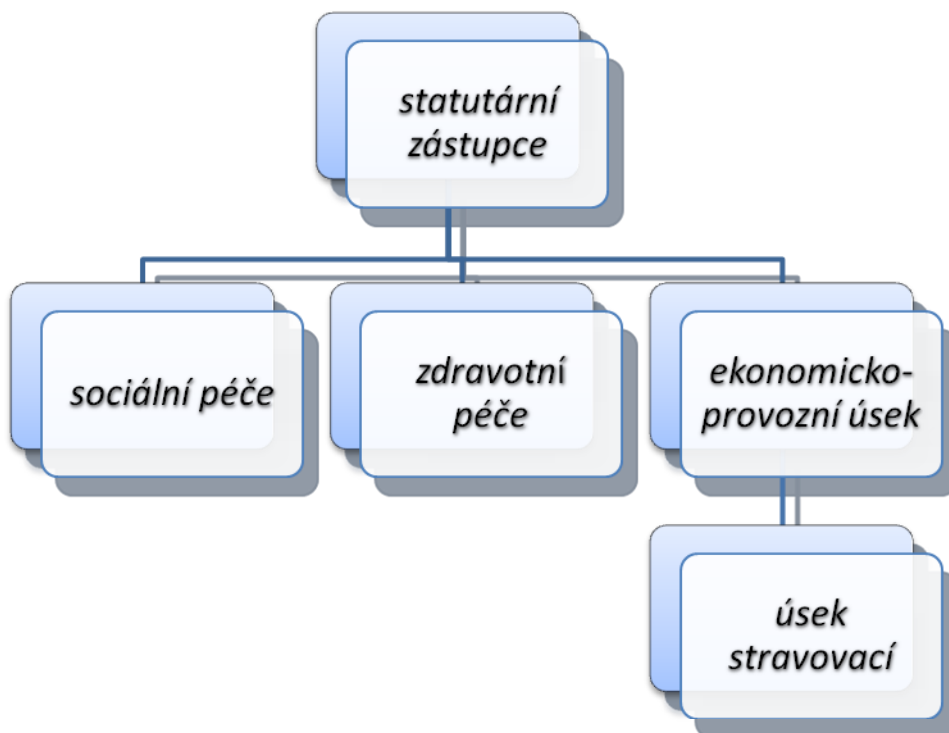 statutární
zástupce
sociální péče
zdravotní
péče
ekonomicko-
provozní úsek
úsek
stravovací